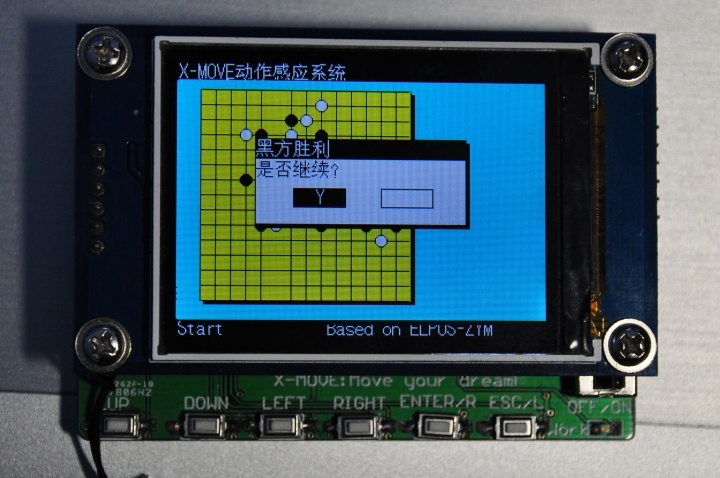 X-MOVE动作感应系统
黑方胜利
是否继续?
Y
Start Based on ELPUS-ZYM
X-MOVE:Move your dream!
UP DOWN LEFT RIGHT ENTER/R ESC/L OFF/ON
Work